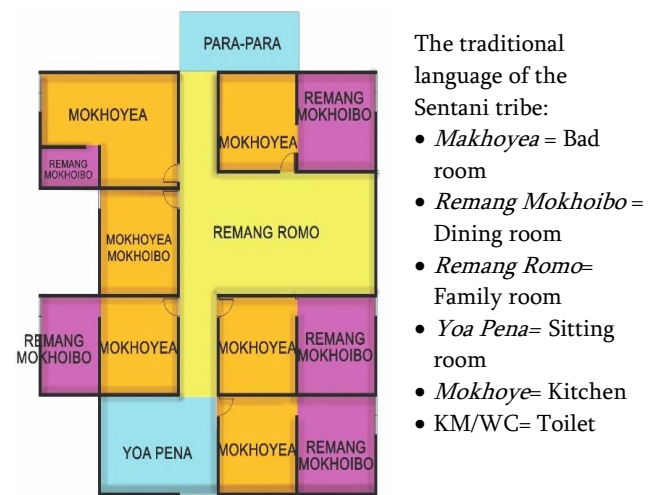 PARA-PARA
MOKHOYEA
REMANG
MOKHOIBO
MOKHOYEA
REMANG
MOKHOIBO
MOKHOYEA
MOKHOIBO
REMANG ROMO
REMANG
MOKHOIBO
MOKHOYEA
MOKHOYEA
REMANG
MOKHOIBO
YOA PENA
MOKHOYEA
REMANG
MOKHOIBO
The traditional
language of the
Sentani tribe:
• Makhoyea = Bad
room
• Remang Mokhoibo =
Dining room
• Remang Romo=
Family room
• Yoa Pena= Sitting
room
• Mokhoye= Kitchen
• KM/WC= Toilet